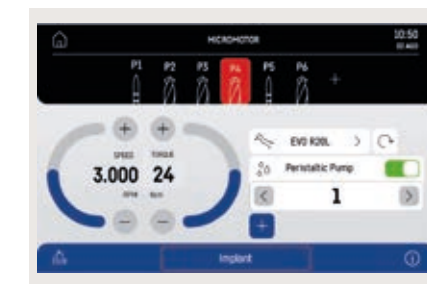 MICROMOTOR
10:50
P1 P2 P3 P4 P5 P6 +
SPEED TORQUE
3.000 24
RPM Ncm
EVO R20L
Peristaltic Pump
1
Implant